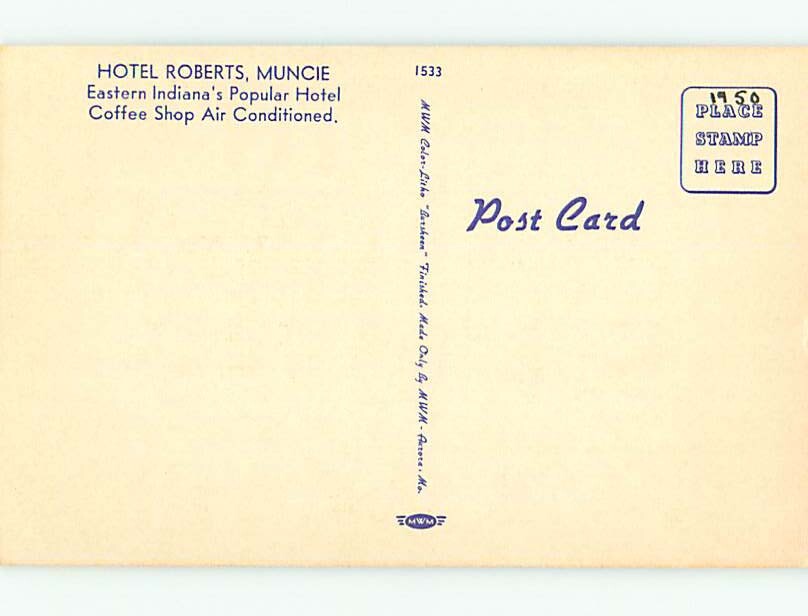 HOTEL ROBERTS, MUNCIE
Eastern Indiana's Popular Hotel
Coffee Shop Air Conditioned.
1533
MWM Color-Litho "Larsheen" Finished. Made Only By MWM - Aurora, Mo.
MWM
Post Card
1950
PLACE
STAMP
HERE